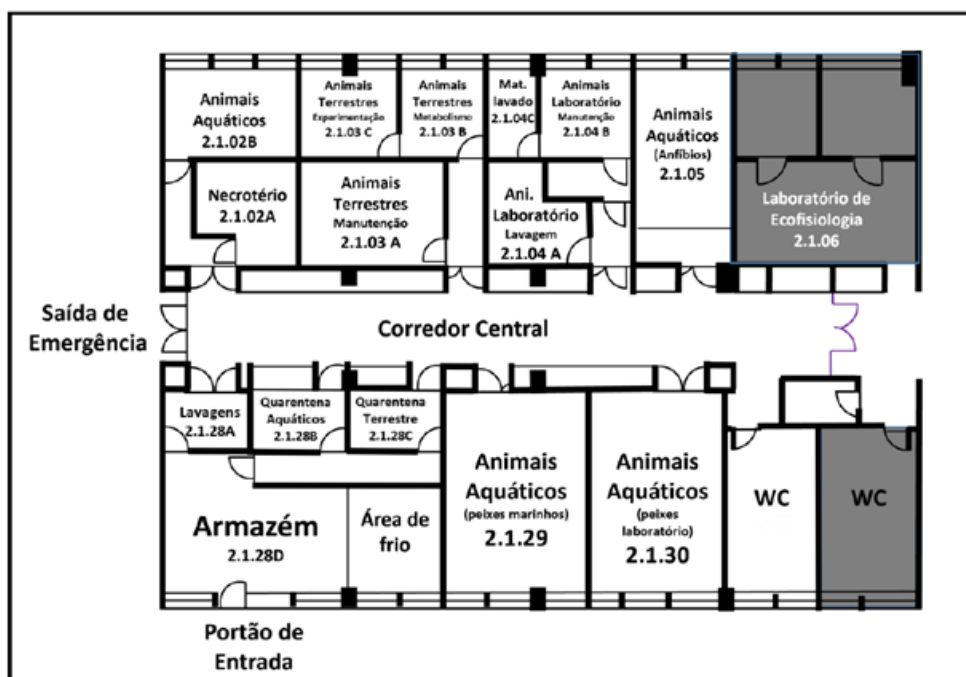 Animais
Aquáticos
2.1.02B
Animais
Terrestres
Experimentação
2.1.03 C
Animais
Terrestres
Metabolismo
2.1.03 B
Mat.
lavado
2.1.04C
Animais
Laboratório
Manutenção
2.1.04 B
Animais
Aquáticos
(Anfíbios)
2.1.05
Necrotério
2.1.02A
Animais
Terrestres
Manutenção
2.1.03 A
Ani.
Laboratório
Lavagem
2.1.04 A
Laboratório de
Ecofisiologia
2.1.06
Saída de
Emergência
Corredor Central
Lavagens
2.1.28A
Quarentena
Aquáticos
2.1.28B
Quarentena
Terrestre
2.1.28C
Animais
Aquáticos
(peixes marinhos)
2.1.29
Animais
Aquáticos
(peixes
laboratório)
2.1.30
WC
WC
Armazém
2.1.28D
Área de
frio
Portão de
Entrada